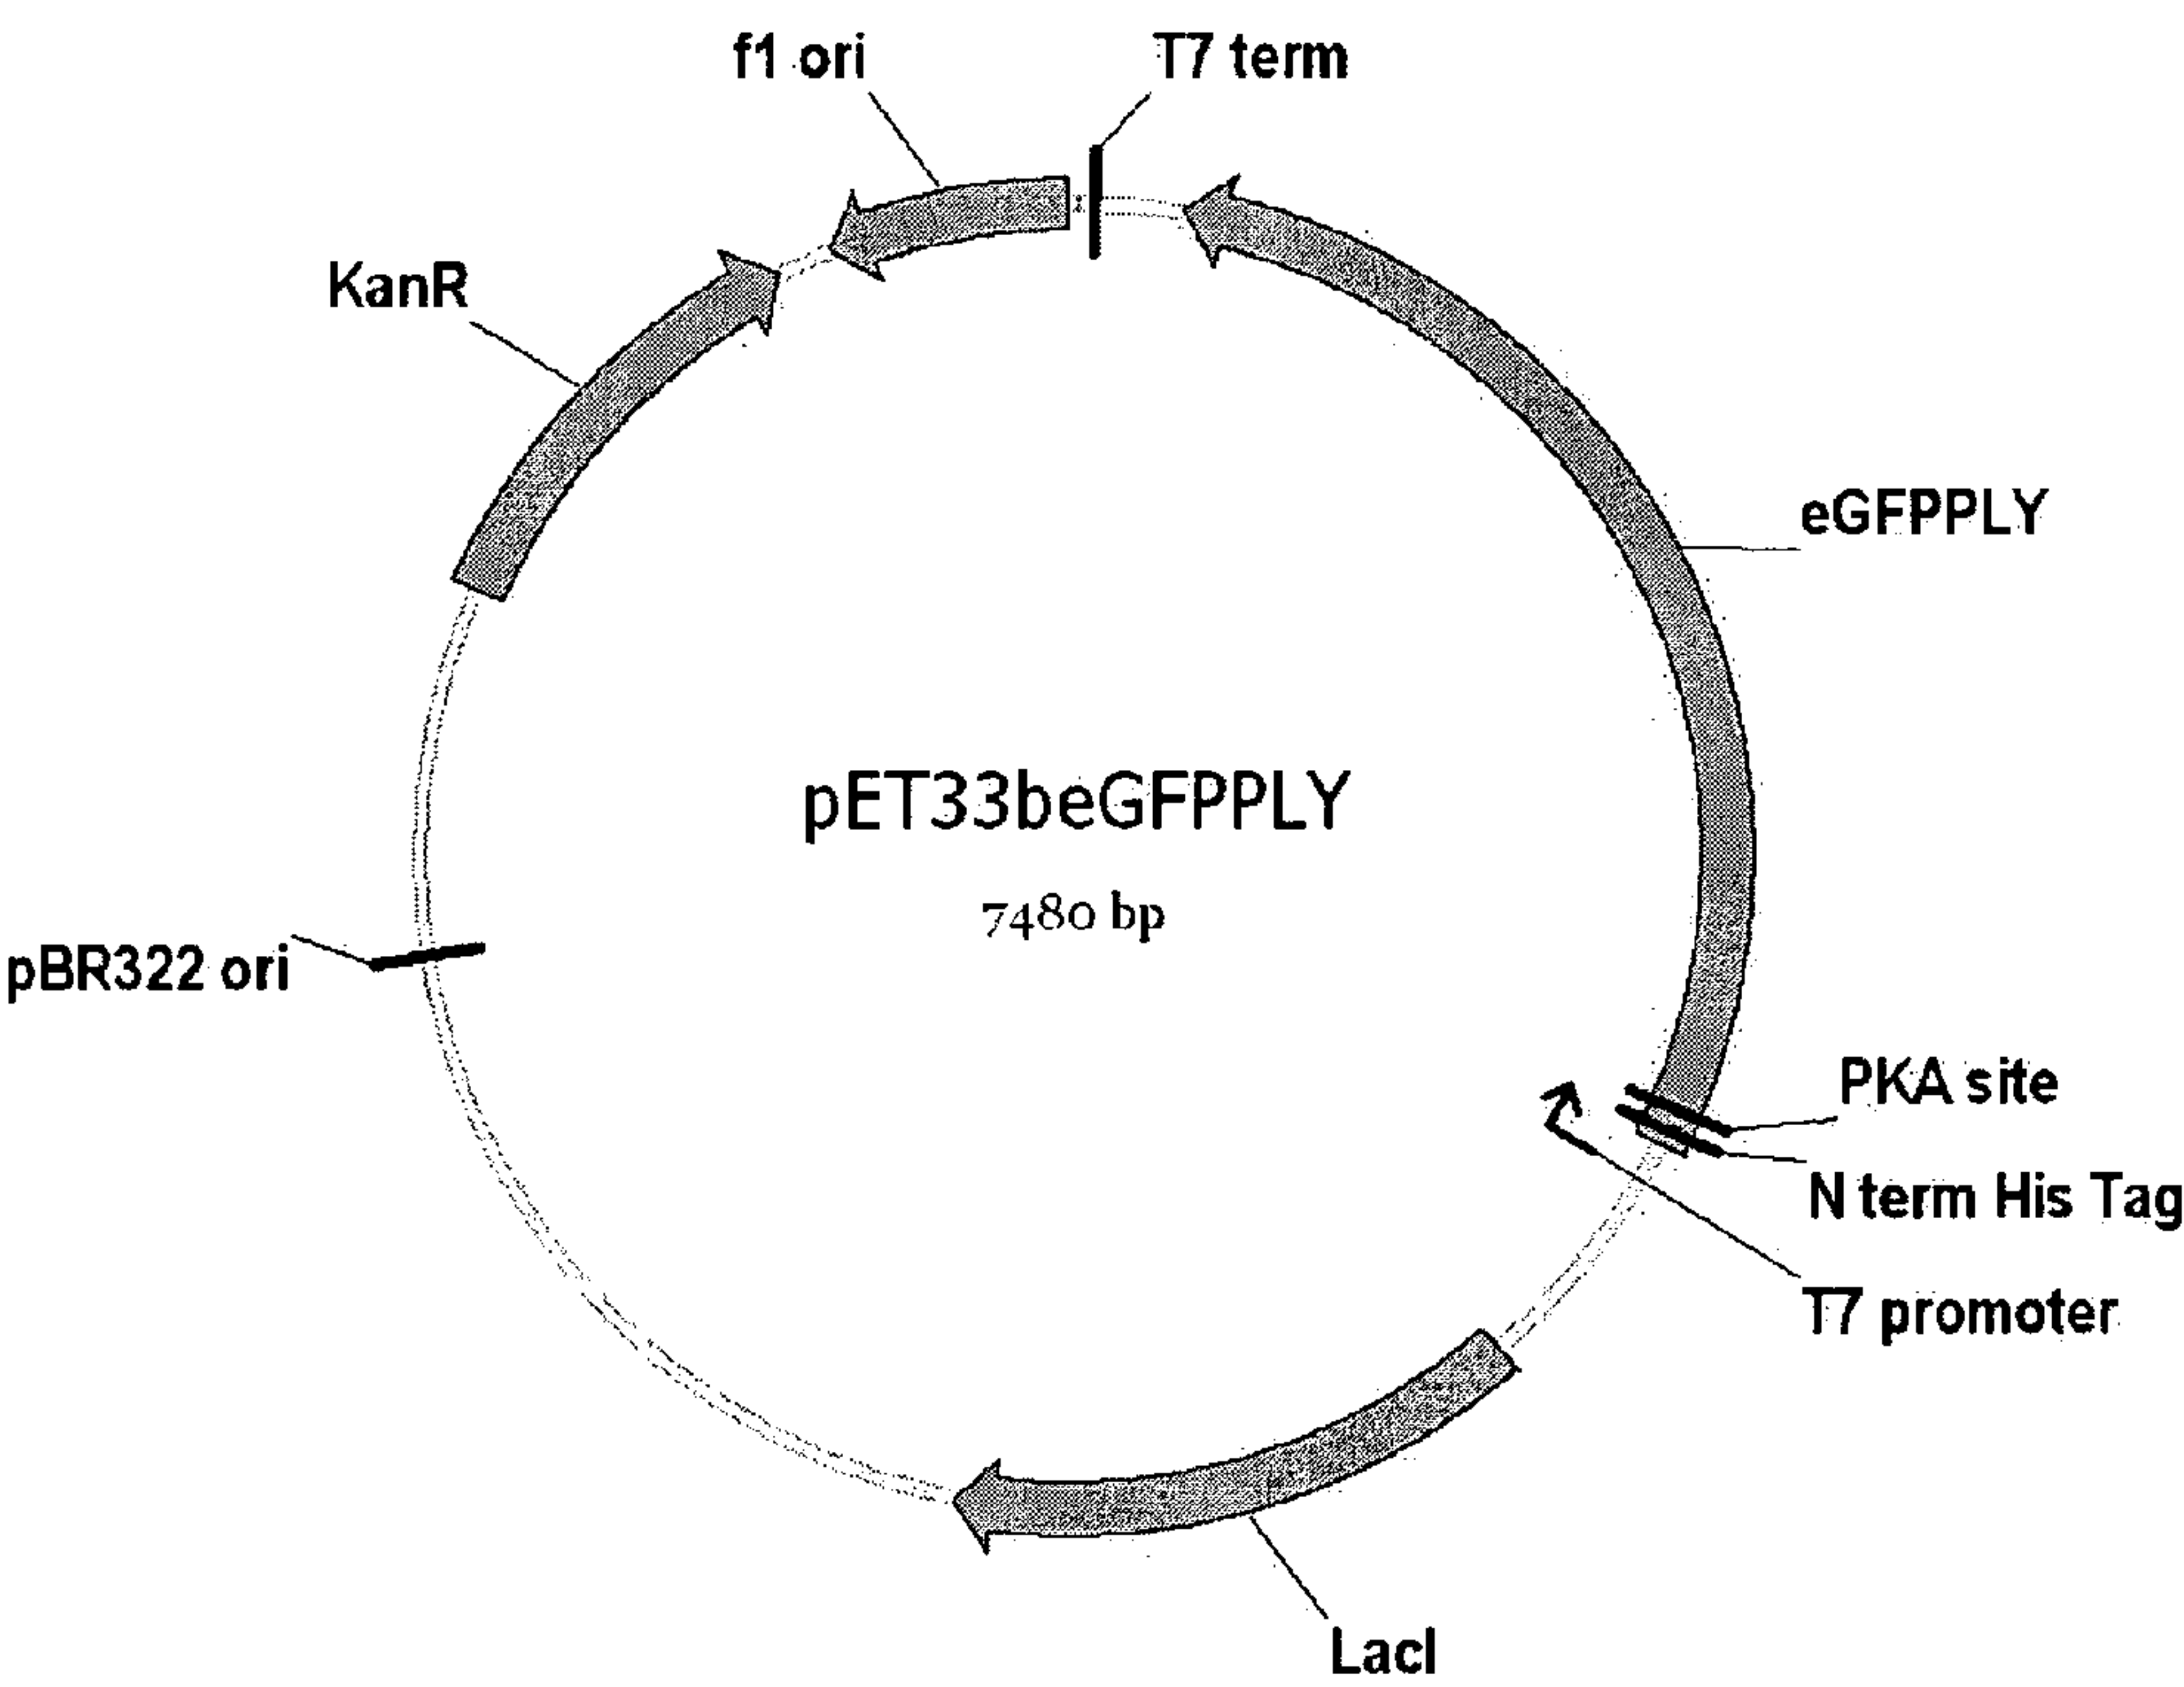 f1 ori
T7 term
KanR
eGFPPLY
pET33beGFPPLY
7480 bp
pBR322 ori
PKA site
N term His Tag
T7 promoter
LacI